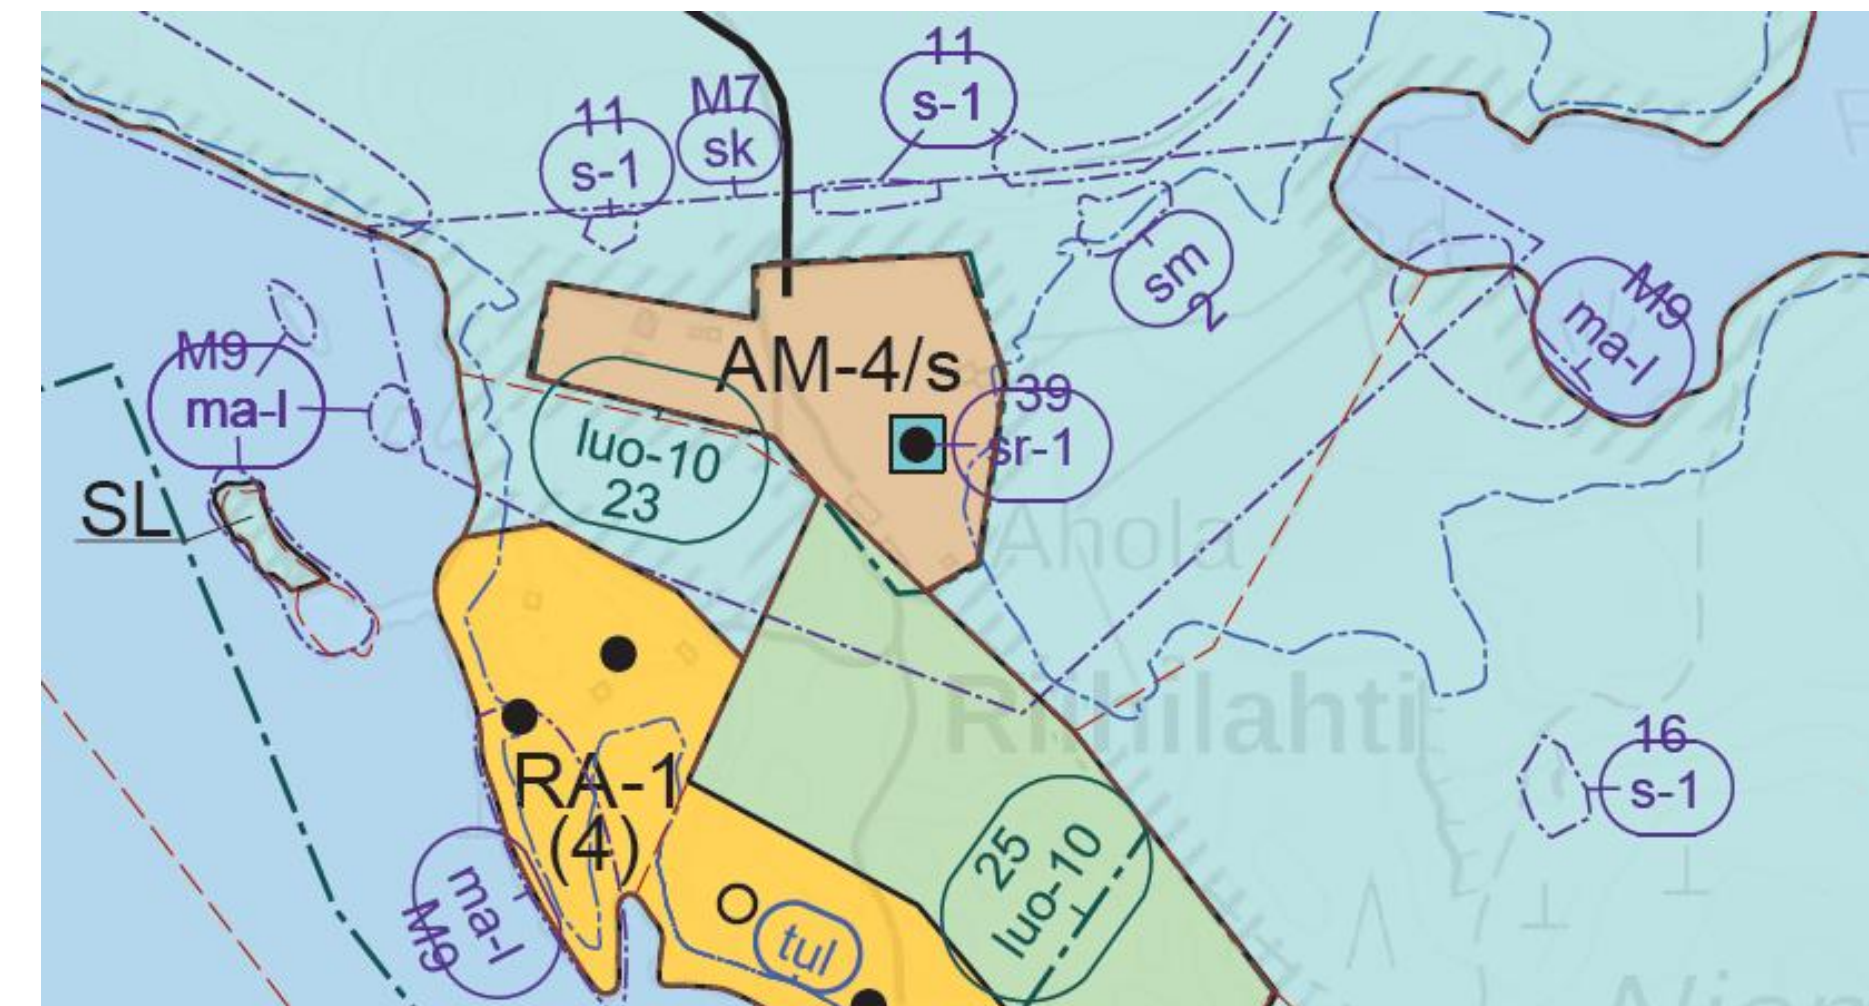 11
s-1
M7
sk
11
s-1
sm
2
M9
ma-l
M9
ma-l
AM-4/s
39
sr-1
luo-10
23
SL
Ahola
Riihilahti
16
s-1
RA-1
(4)
25
luo-10
ma-l
M9
tul